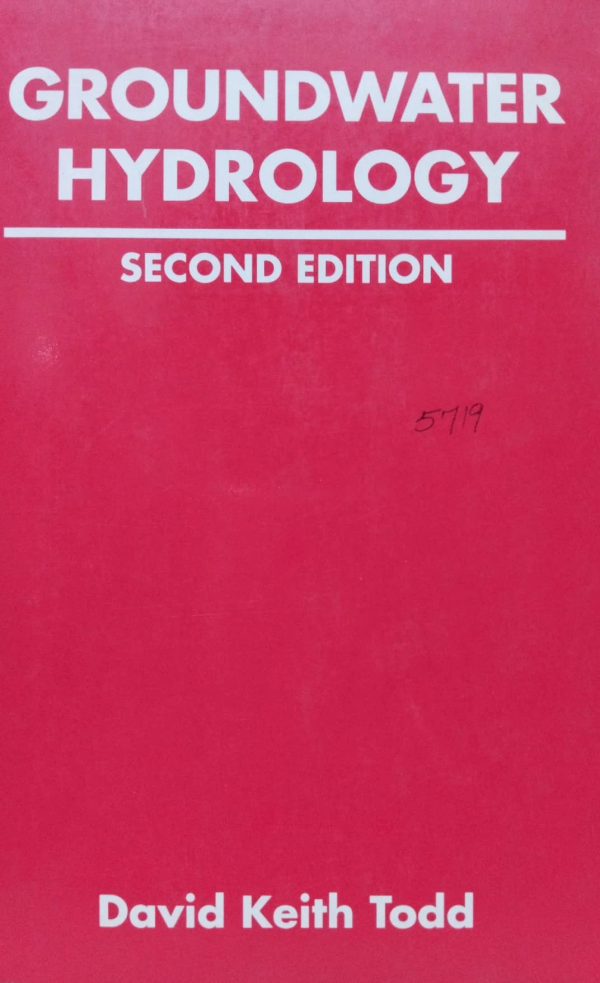 GROUNDWATER
HYDROLOGY
SECOND EDITION
5719
David Keith Todd